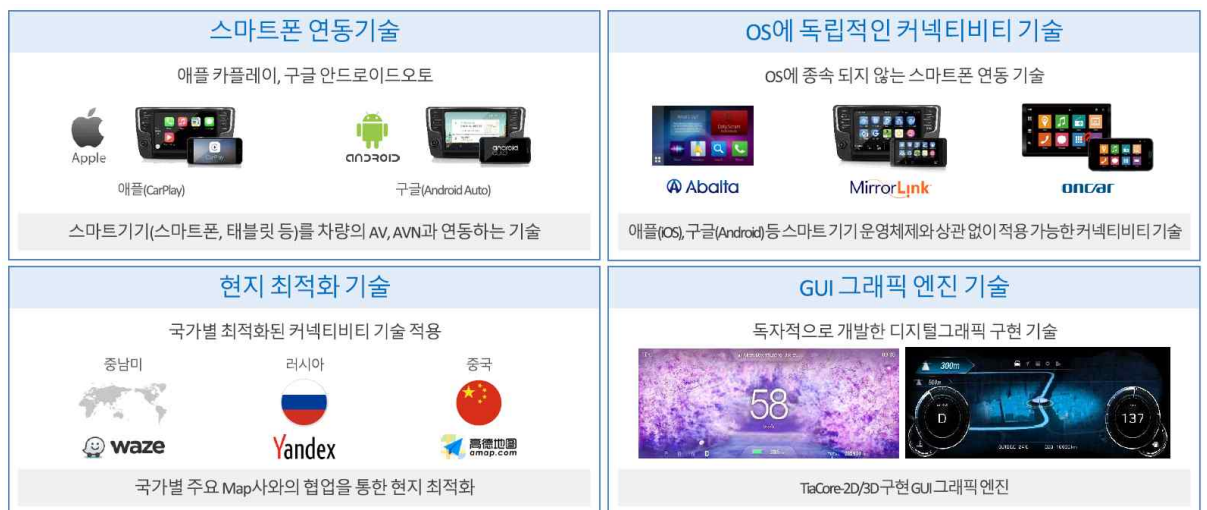 스마트폰 연동기술
애플 카플레이, 구글 안드로이드오토
Apple
CarPlay
android
ANDROID
애플(CarPlay)
구글(Android Auto)
스마트기기(스마트폰, 태블릿 등)를 차량의 AV, AVN과 연동하는 기술
OS에 독립적인 커넥티비티 기술
OS에 종속 되지 않는 스마트폰 연동 기술
Abalta
MirrorLink
oncar
애플(iOS), 구글(Android)등 스마트 기기 운영체제와 상관 없이 적용 가능한 커넥티비티 기술
현지 최적화 기술
국가별 최적화된 커넥티비티 기술 적용
중남미
러시아
중국
waze
Yandex
高德地圖
amap.com
국가별 주요 Map사와의 협업을 통한 현지 최적화
GUI 그래픽 엔진 기술
독자적으로 개발한 디지털그래픽 구현 기술
58
300m
500m
D
137
TiaCore-2D/3D 구현 GUI 그래픽 엔진